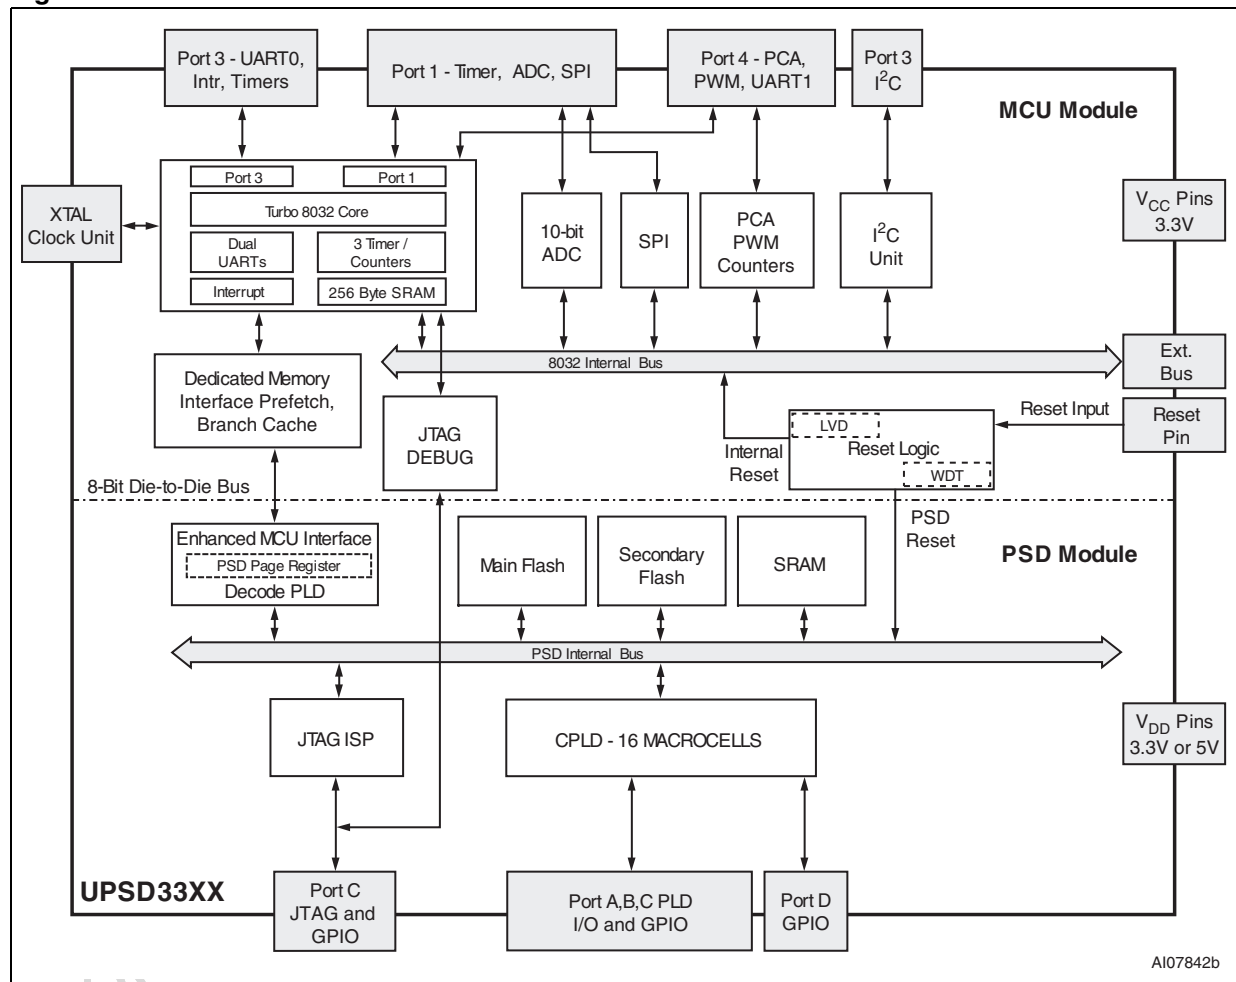 Port 3 - UART0,
Intr, Timers
Port 1 - Timer, ADC, SPI
Port 4 - PCA,
PWM, UART1
Port 3
I2C
MCU Module
Port 3
Port 1
Turbo 8032 Core
Dual
UARTs
3 Timer /
Counters
Interrupt
256 Byte SRAM
XTAL
Clock Unit
10-bit
ADC
SPI
PCA
PWM
Counters
I2C
Unit
VCC Pins
3.3V
8032 Internal Bus
Ext.
Bus
Dedicated Memory
Interface Prefetch,
Branch Cache
JTAG
DEBUG
LVD
Reset Logic
WDT
Internal
Reset
Reset Input
Reset
Pin
8-Bit Die-to-Die Bus
PSD
Reset
PSD Module
Enhanced MCU Interface
PSD Page Register
Decode PLD
Main Flash
Secondary
Flash
SRAM
PSD Internal Bus
JTAG ISP
CPLD - 16 MACROCELLS
VDD Pins
3.3V or 5V
UPSD33XX
Port C
JTAG and
GPIO
Port A,B,C PLD
I/O and GPIO
Port D
GPIO
AI07842b